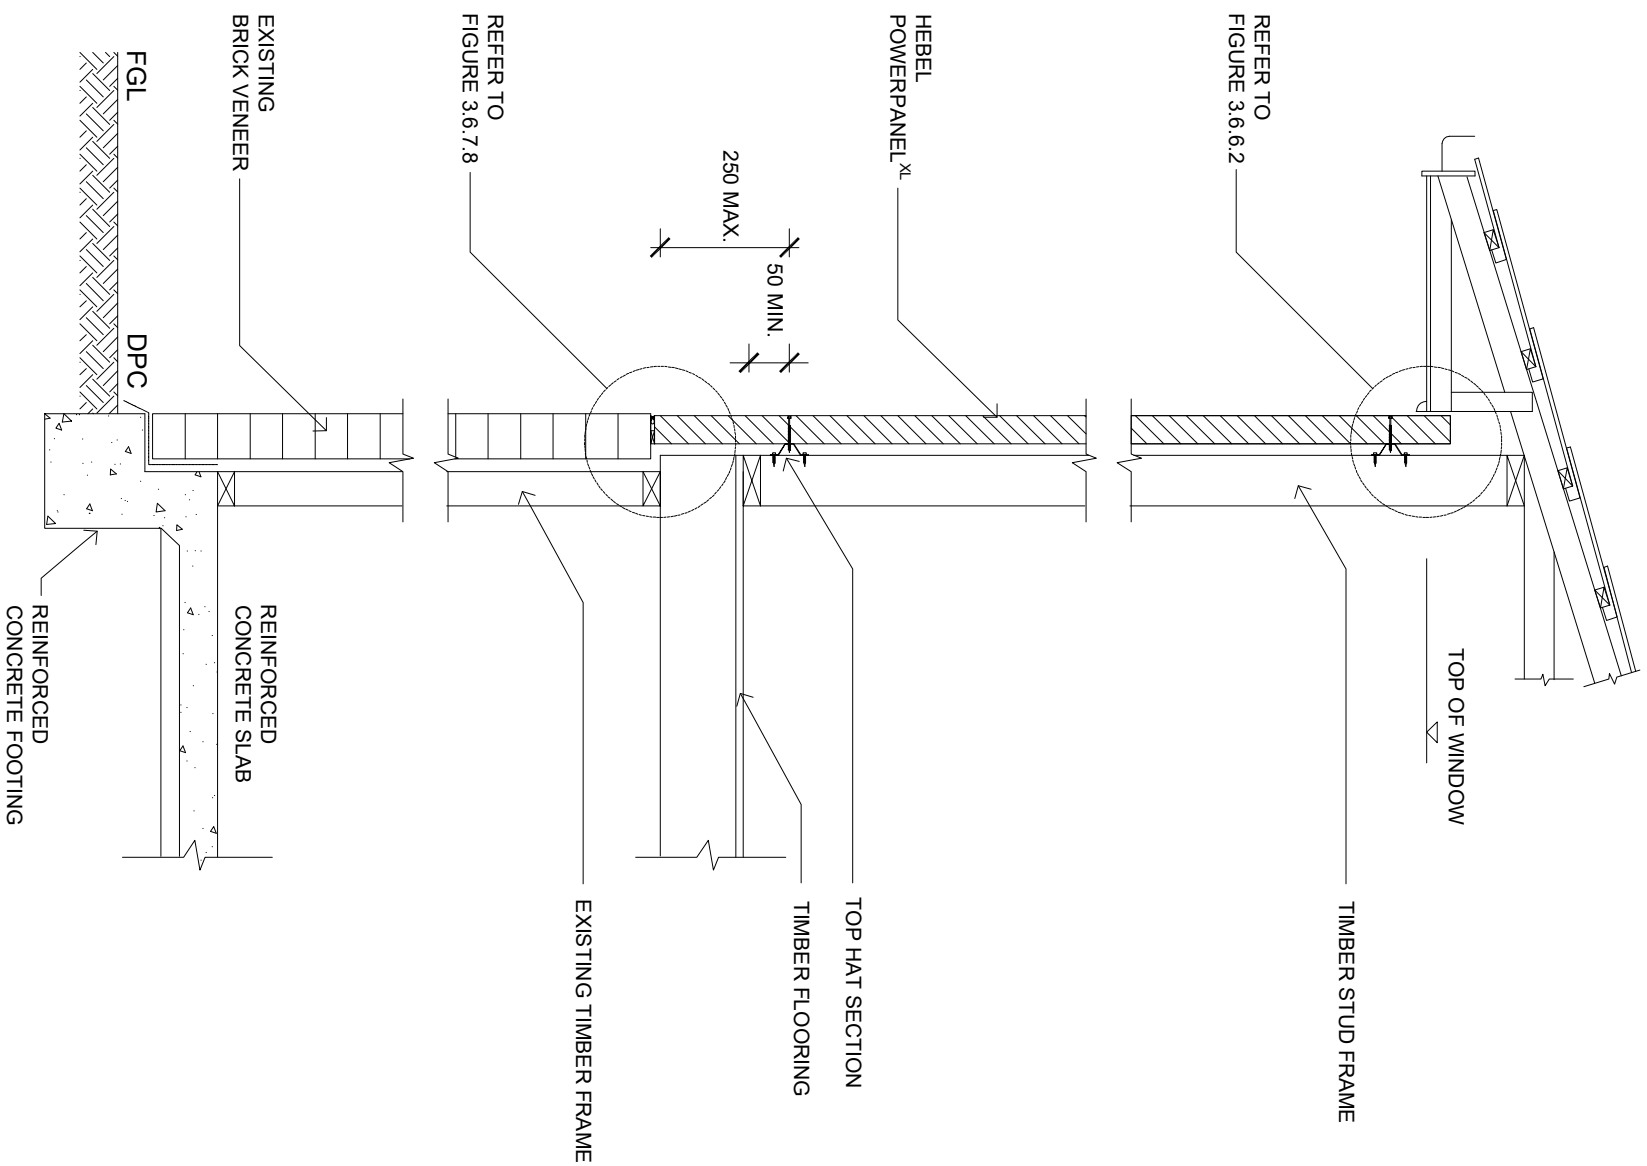 TOP OF WINDOW
TIMBER STUD FRAME
REFER TO
FIGURE 3.6.6.2
HEBEL
POWERPANEL XL
TOP HAT SECTION
TIMBER FLOORING
50 MIN.
250 MAX.
EXISTING TIMBER FRAME
REFER TO
FIGURE 3.6.7.8
EXISTING
BRICK VENEER
REINFORCED
CONCRETE SLAB
FGL
DPC
REINFORCED
CONCRETE FOOTING